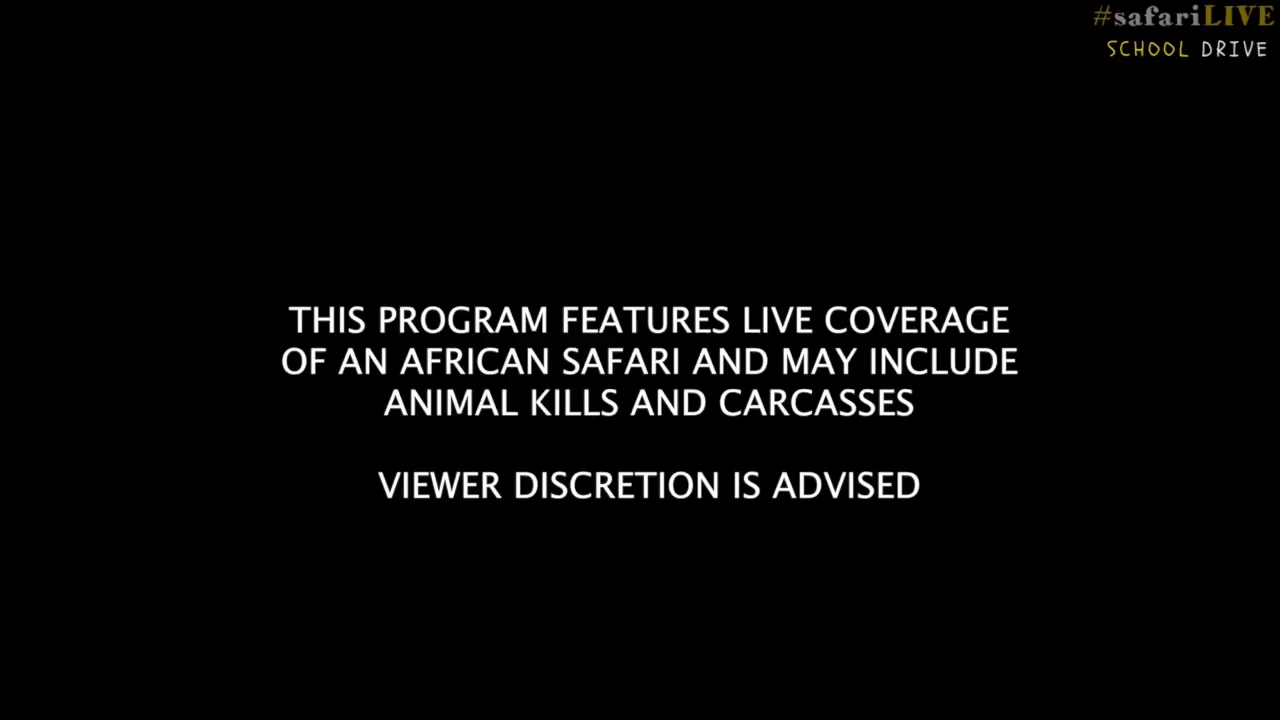 #safariLIVE
SCHOOL DRIVE
THIS PROGRAM FEATURES LIVE COVERAGE
OF AN AFRICAN SAFARI AND MAY INCLUDE
ANIMAL KILLS AND CARCASSES
VIEWER DISCRETION IS ADVISED